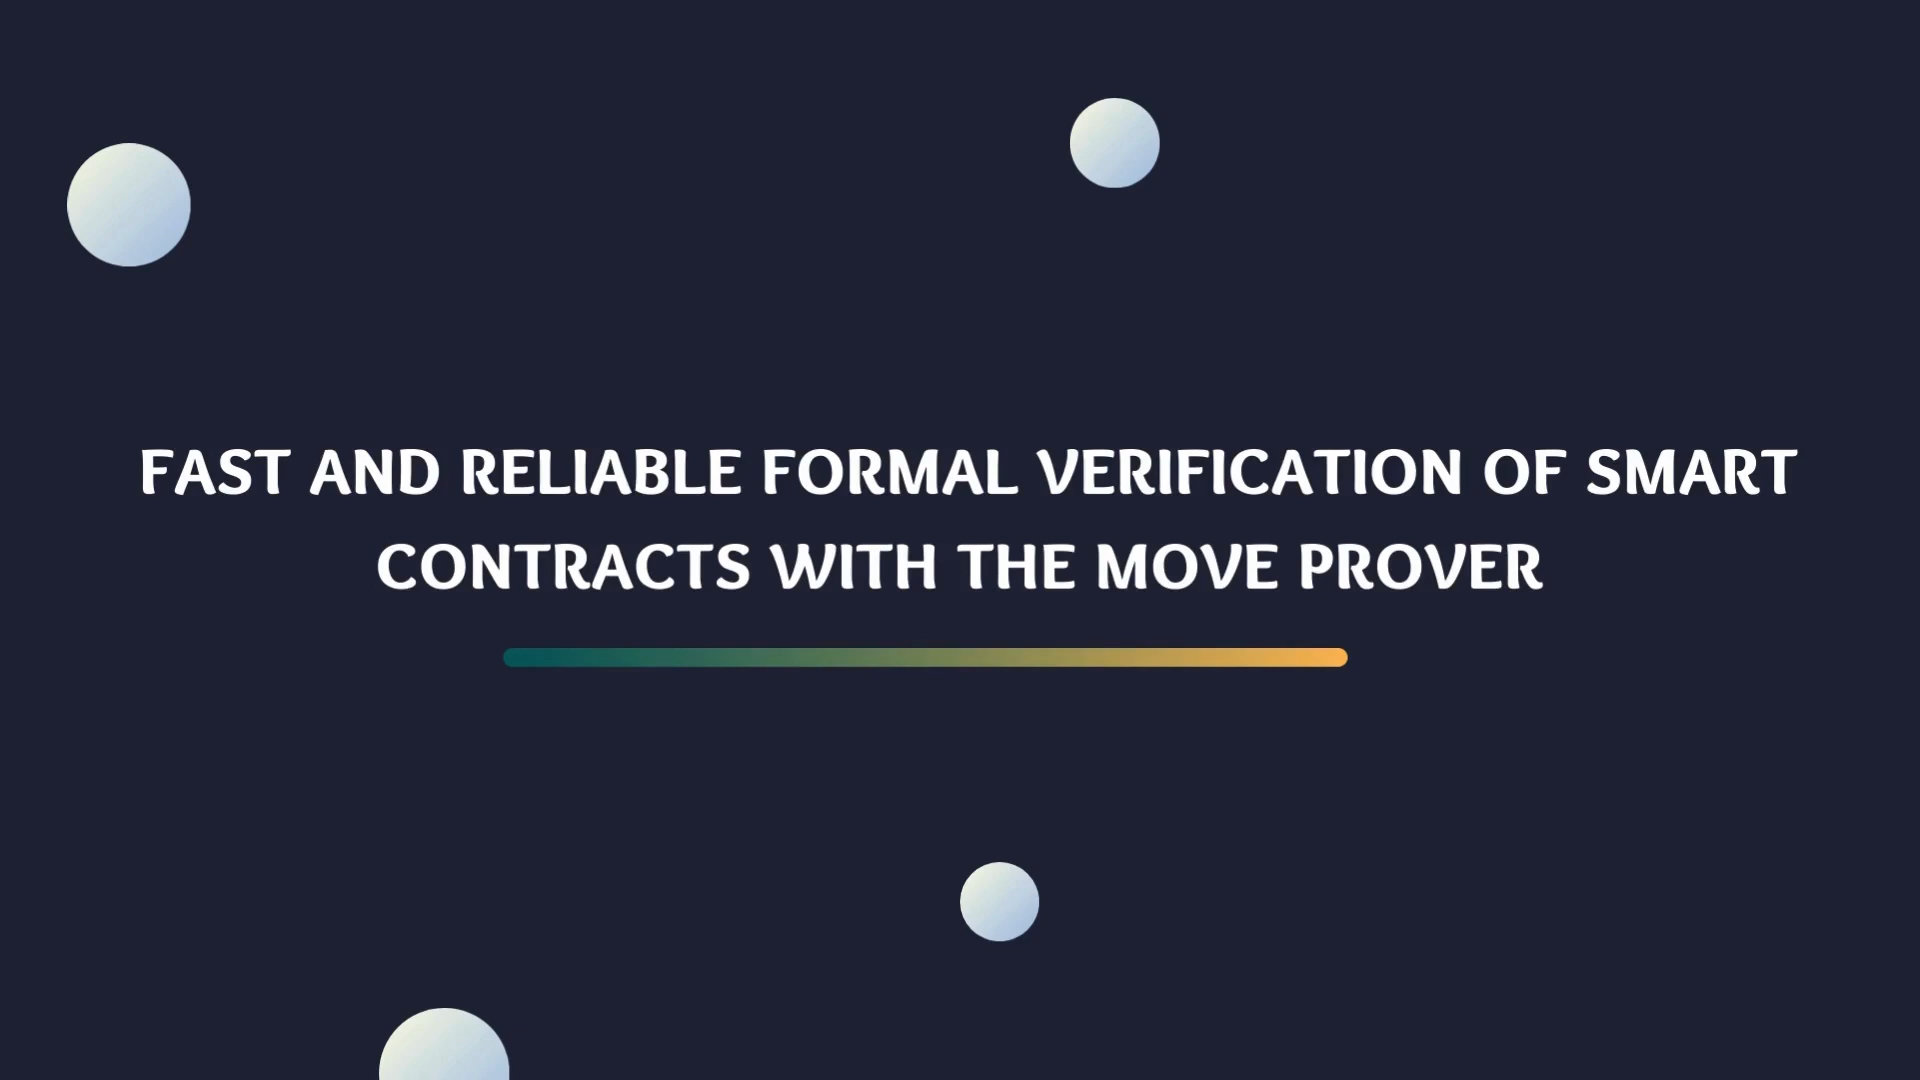 FAST AND RELIABLE FORMAL VERIFICATION OF SMART
CONTRACTS WITH THE MOVE PROVER